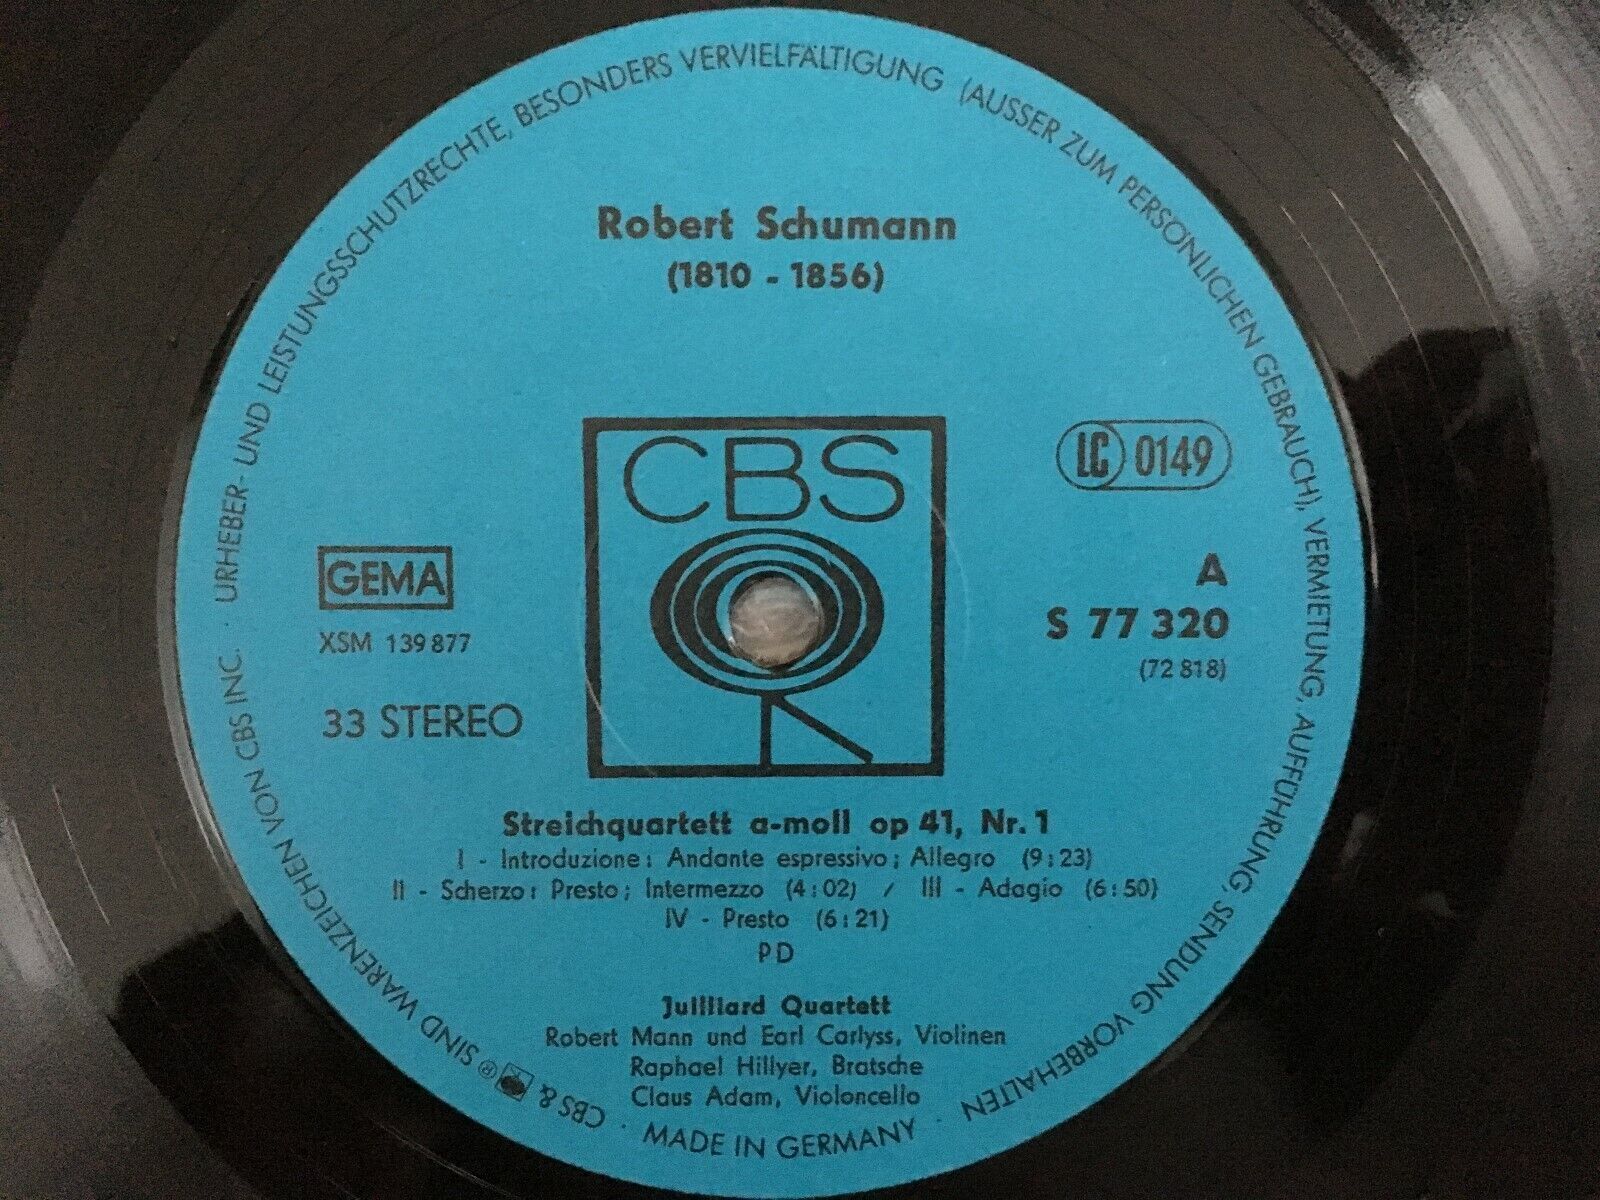 URHEBER- UND LEISTUNGSSCHUTZRECHTE, BESONDERS VERVIELFÄLTIGUNG (AUSSER ZUM PERSÖNLICHEN GEBRAUCH), VERMIETUNG, AUFFÜHRUNG, SENDUNG VORBEHALTEN ·
Robert Schumann
(1810 - 1856)
CBS
LC 0149
GEMA
A
XSM 139 877
S 77 320
(72 818)
33 STEREO
Streichquartett a-moll op 41, Nr. 1
I - Introduzione: Andante espressivo; Allegro (9:23)
II - Scherzo: Presto; Intermezzo (4:02) / III - Adagio (6:50)
IV - Presto (6:21)
PD
Juilliard Quartett
Robert Mann und Earl Carlyss, Violinen
Raphael Hillyer, Bratsche
Claus Adam, Violoncello
CBS & ® SIND WARENZEICHEN VON CBS INC. ·
· MADE IN GERMANY ·